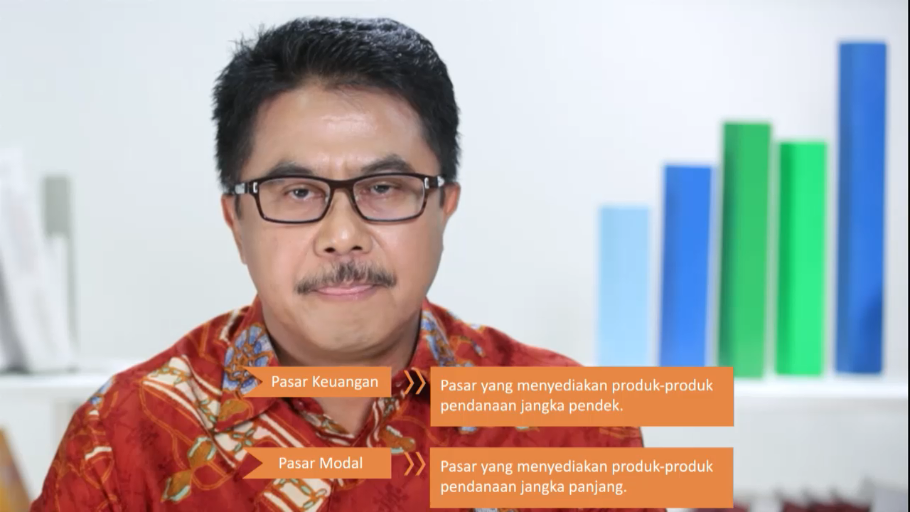 Pasar Keuangan
Pasar yang menyediakan produk-produk
pendanaan jangka pendek.
Pasar Modal
Pasar yang menyediakan produk-produk
pendanaan jangka panjang.